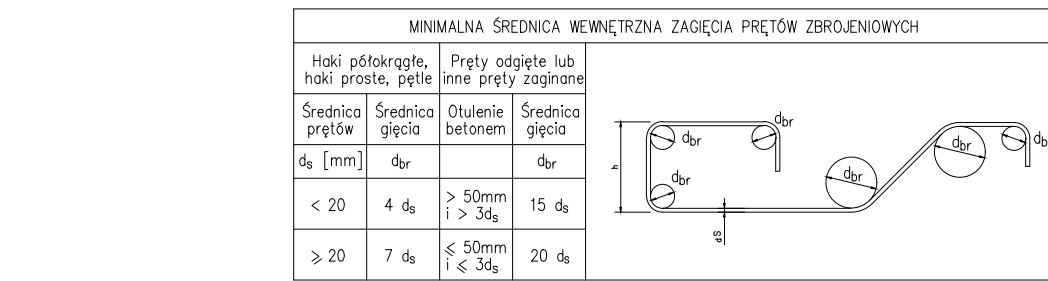 MINIMALNA ŚREDNICA WEWNĘTRZNA ZAGIĘCIA PRĘTÓW ZBROJENIOWYCH
Haki półokrągłe,
haki proste, pętle
Pręty odgięte lub
inne pręty zaginane
Średnica
prętów
Średnica
gięcia
Otulenie
betonem
Średnica
gięcia
ds [mm]
dbr
dbr
< 20
4 ds
> 50mm
i > 3ds
15 ds
⩾ 20
7 ds
⩽ 50mm
i ⩽ 3ds
20 ds
dbr
dbr
dbr
dbr
dbr
db
h
ds